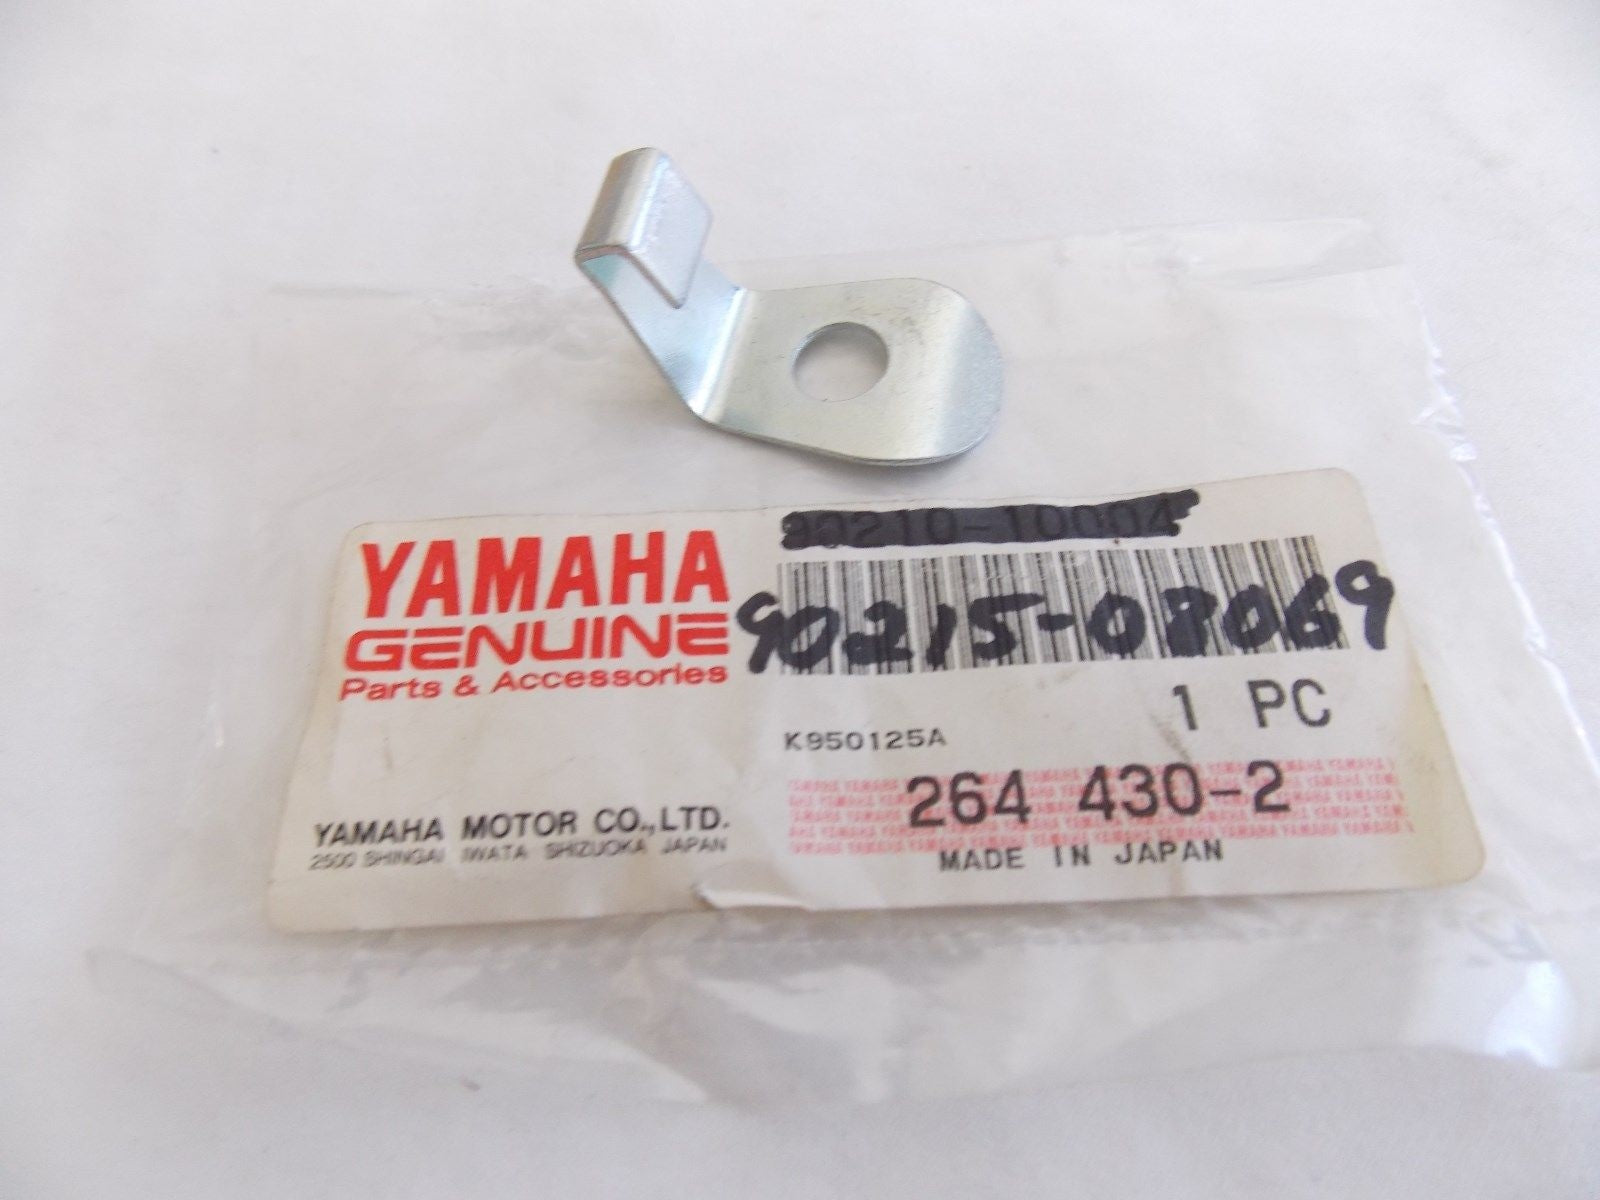 YAMAHA
GENUINE
Parts & Accessories
YAMAHA MOTOR CO.,LTD.
2500 SHINGAI IWATA SHIZUOKA JAPAN
90210-10004
90215-08069
1 PC
K950125A
264 430-2
MADE IN JAPAN